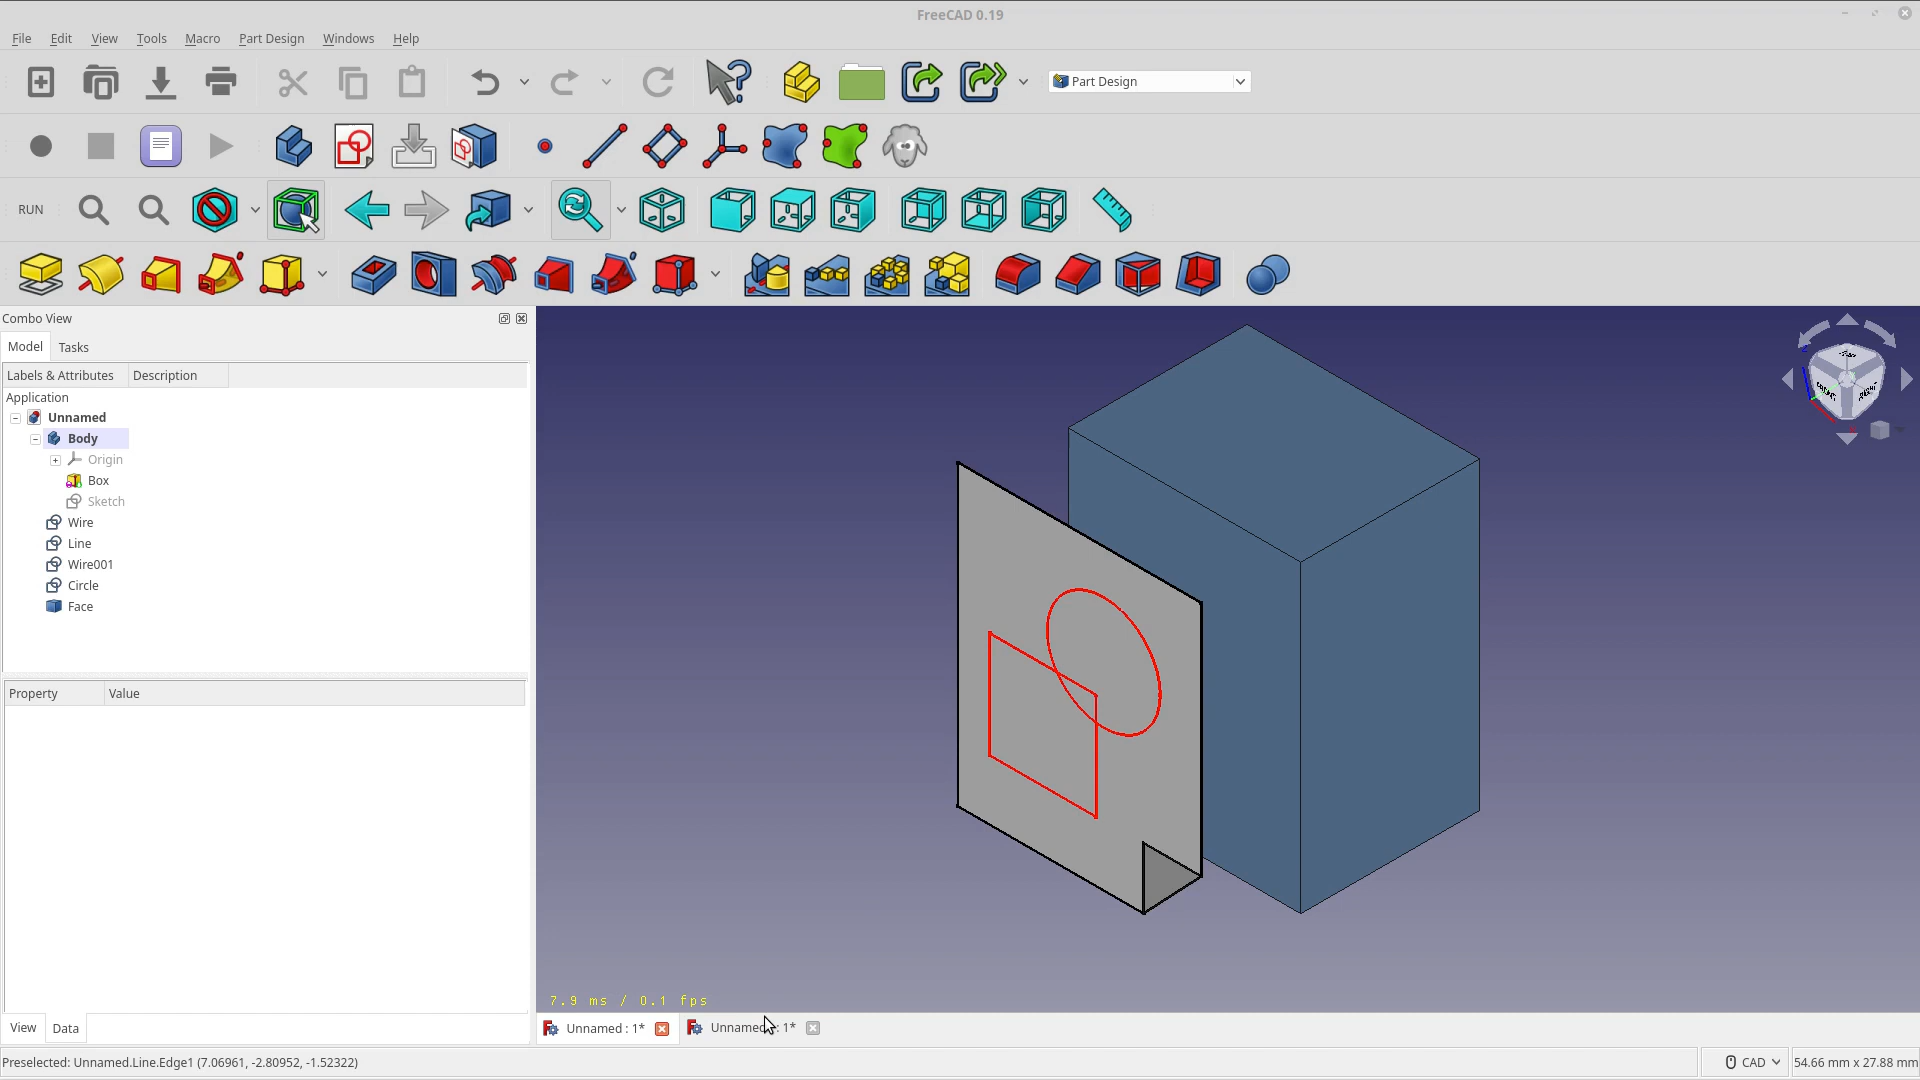 FreeCAD 0.19
File Edit View Tools Macro Part Design Windows Help
Part Design
RUN
Combo View
Model Tasks
Labels & Attributes Description
Application
Unnamed
Body
Origin
Box
Sketch
Wire
Line
Wire001
Circle
Face
Property Value
7.9 ms / 0.1 fps
View Data
Unnamed : 1* Unnamed : 1*
Preselected: Unnamed.Line.Edge1 (7.06961, -2.80952, -1.52322)
CAD 54.66 mm x 27.88 mm